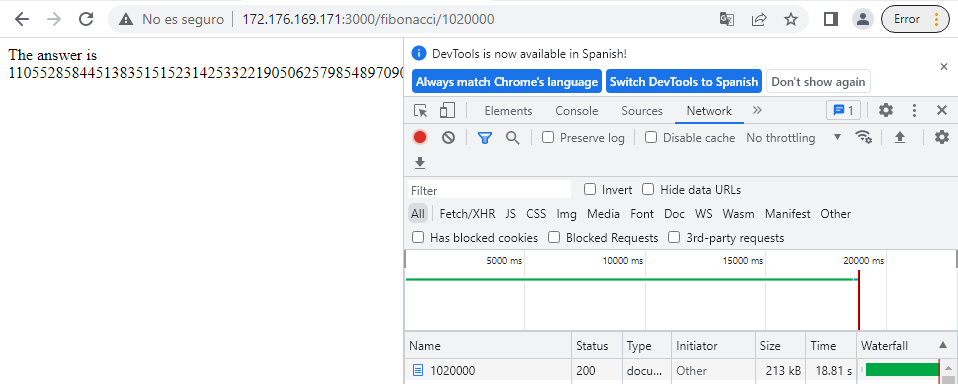 No es seguro | 172.176.169.171:3000/fibonacci/1020000 Error
The answer is
DevTools is now available in Spanish!
Always match Chrome's language Switch DevTools to Spanish Don't show again
Elements Console Sources Network » 1
Preserve log Disable cache No throttling
Filter Invert Hide data URLs
All Fetch/XHR JS CSS Img Media Font Doc WS Wasm Manifest Other
Has blocked cookies Blocked Requests 3rd-party requests
5000 ms 10000 ms 15000 ms 20000 ms
Name Status Type Initiator Size Time Waterfall
1020000 200 docu... Other 213 kB 18.81 s